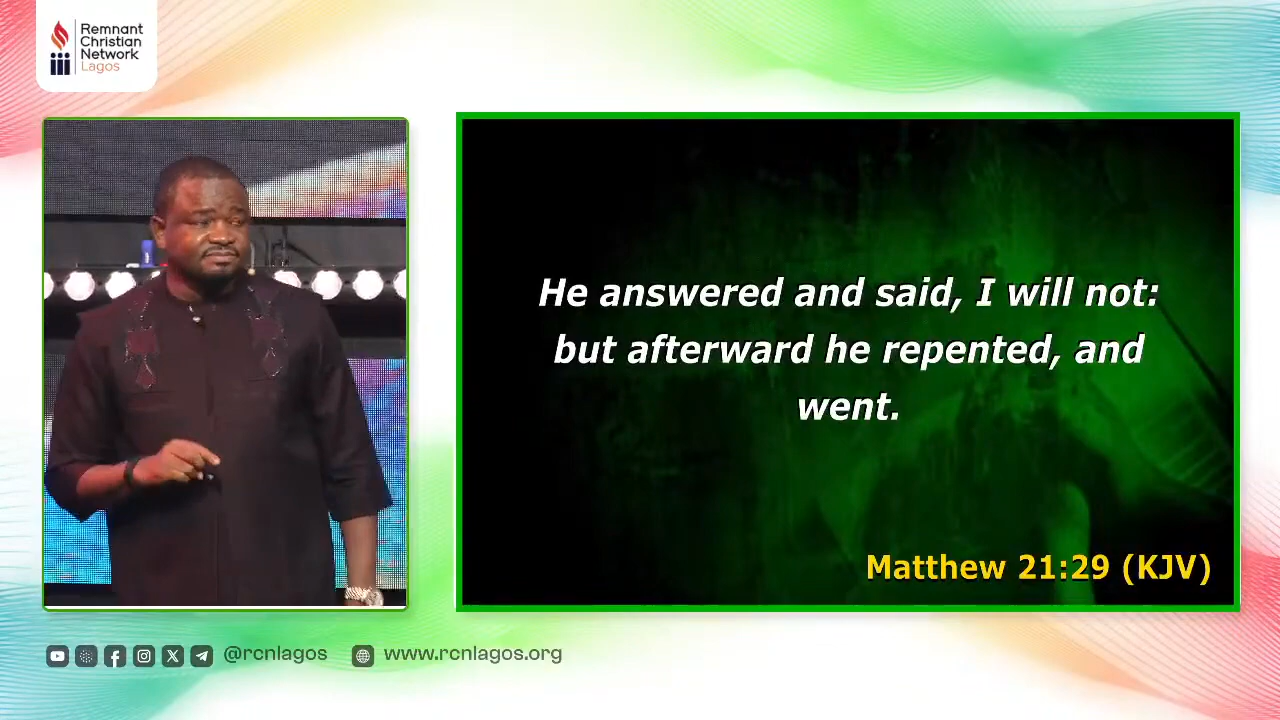 Remnant
Christian
Network
Lagos
He answered and said, I will not:
but afterward he repented, and
went.
Matthew 21:29 (KJV)
@rcnlagos
www.rcnlagos.org